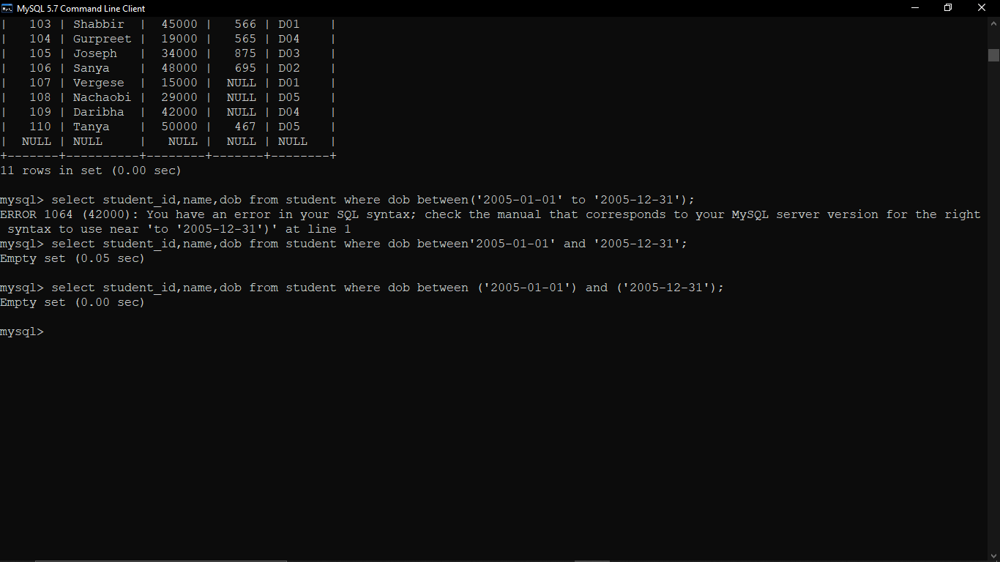 MySQL 5.7 Command Line Client
|   103 | Shabbir  |  45000 |   566 | D01    |
|   104 | Gurpreet |  19000 |   565 | D04    |
|   105 | Joseph   |  34000 |   875 | D03    |
|   106 | Sanya    |  48000 |   695 | D02    |
|   107 | Vergese  |  15000 |  NULL | D01    |
|   108 | Nachaobi |  29000 |  NULL | D05    |
|   109 | Daribha  |  42000 |  NULL | D04    |
|   110 | Tanya    |  50000 |   467 | D05    |
|  NULL | NULL     |   NULL |  NULL | NULL   |
+-------+----------+--------+-------+--------+
11 rows in set (0.00 sec)
mysql> select student_id,name,dob from student where dob between('2005-01-01' to '2005-12-31');
ERROR 1064 (42000): You have an error in your SQL syntax; check the manual that corresponds to your MySQL server version for the right
 syntax to use near 'to '2005-12-31')' at line 1
mysql> select student_id,name,dob from student where dob between'2005-01-01' and '2005-12-31';
Empty set (0.05 sec)
mysql> select student_id,name,dob from student where dob between ('2005-01-01') and ('2005-12-31');
Empty set (0.00 sec)
mysql>